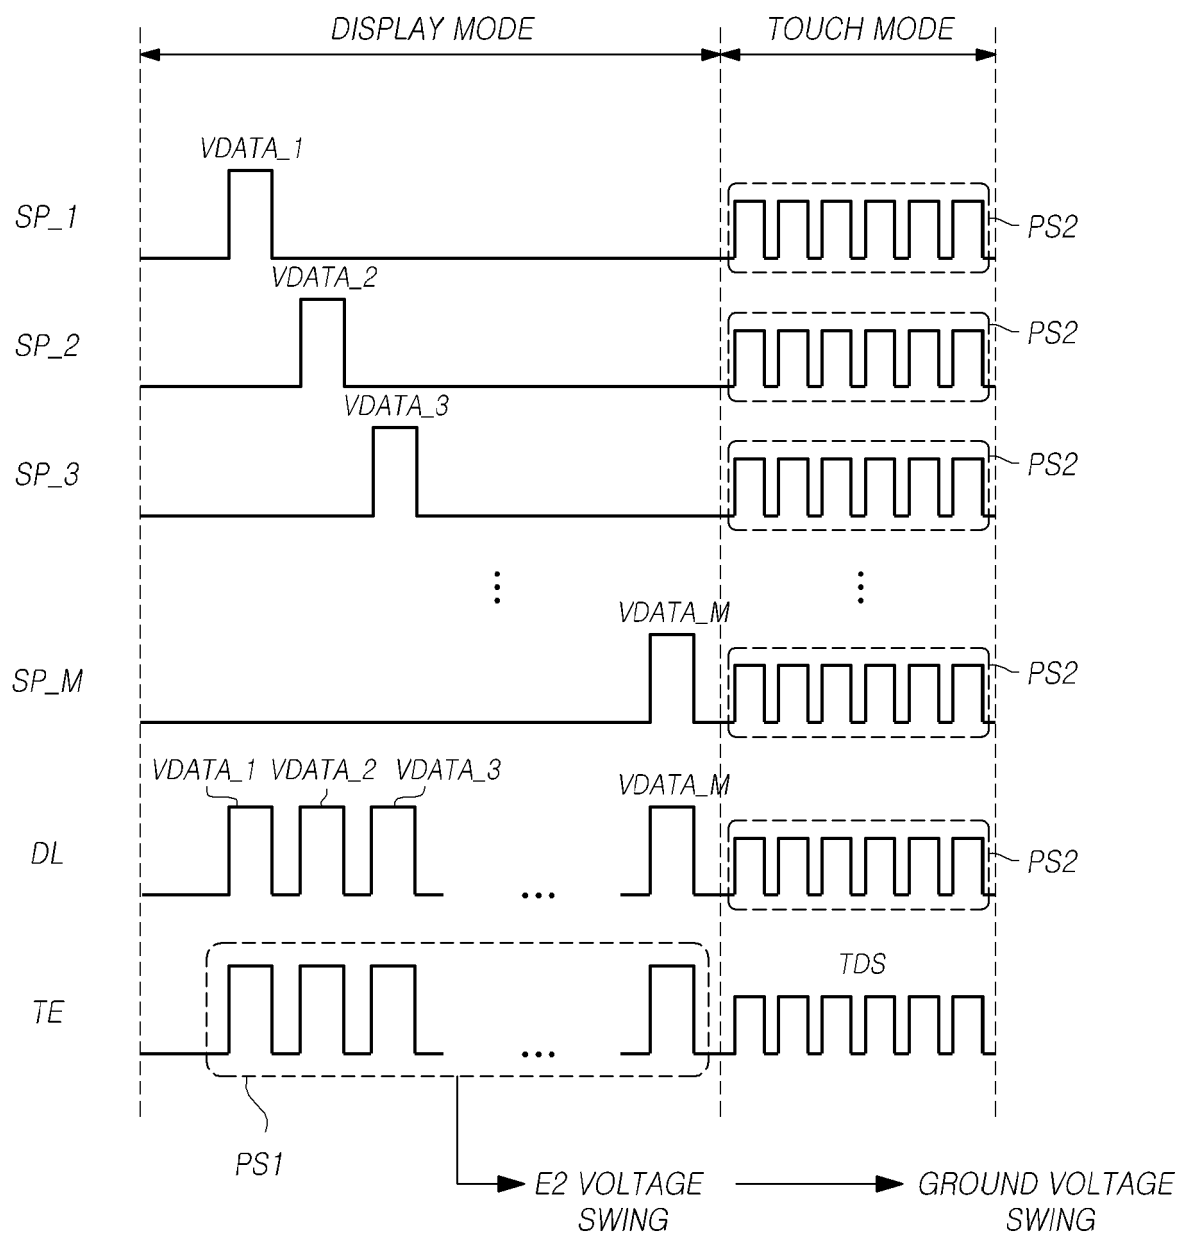 DISPLAY MODE
TOUCH MODE
VDATA_1
SP_1
PS2
VDATA_2
SP_2
PS2
VDATA_3
SP_3
PS2
VDATA_M
SP_M
PS2
VDATA_1
VDATA_2
VDATA_3
VDATA_M
DL
PS2
TDS
TE
PS1
E2 VOLTAGE
SWING
GROUND VOLTAGE
SWING